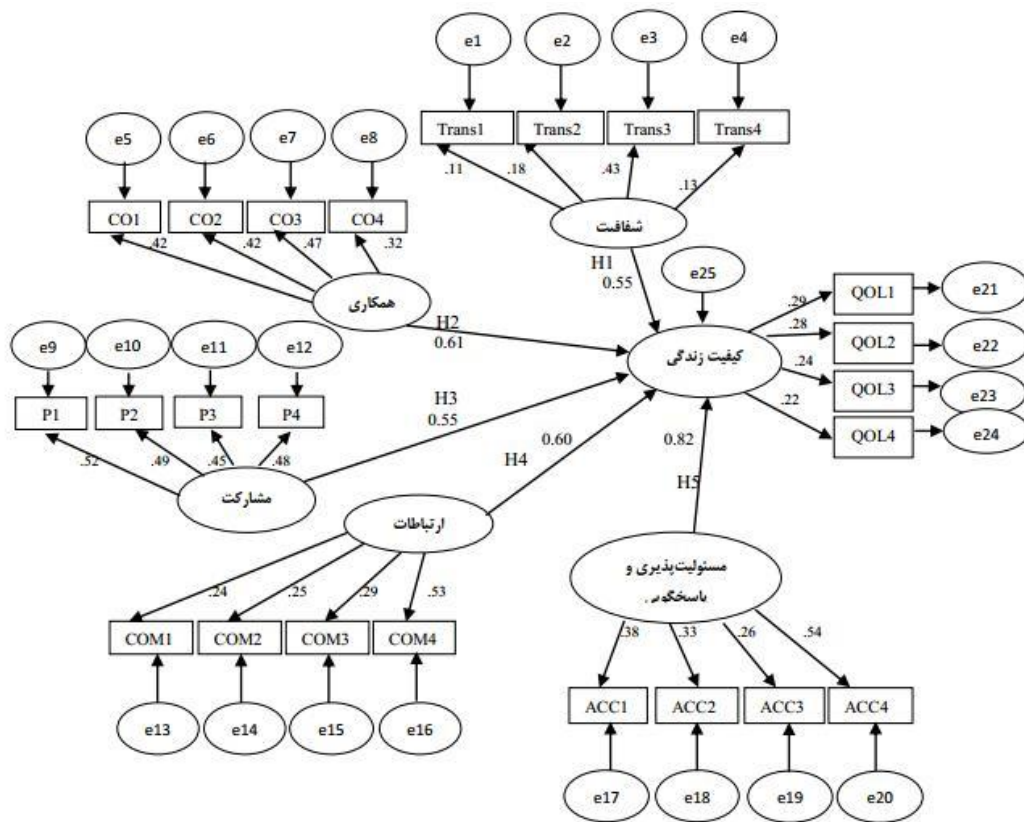 e1 e2 e3 e4
Trans1 Trans2 Trans3 Trans4
.11 .18 .43 .13
شفافیت
e5 e6 e7 e8
CO1 CO2 CO3 CO4
.42 .42 .47 .32
همکاری
H1
0.55
e25
H2
0.61
کیفیت زندگی
QOL1 e21
.29
QOL2 e22
.28
QOL3 e23
.24
QOL4 e24
.22
e9 e10 e11 e12
P1 P2 P3 P4
.52 .49 .45 .48
مشارکت
H3
0.55
H4
0.60
0.82
H5
ارتباطات
.24 .25 .29 .53
COM1 COM2 COM3 COM4
e13 e14 e15 e16
مسئولیت‌پذیری و
.38 .33 .26 .54
ACC1 ACC2 ACC3 ACC4
e17 e18 e19 e20